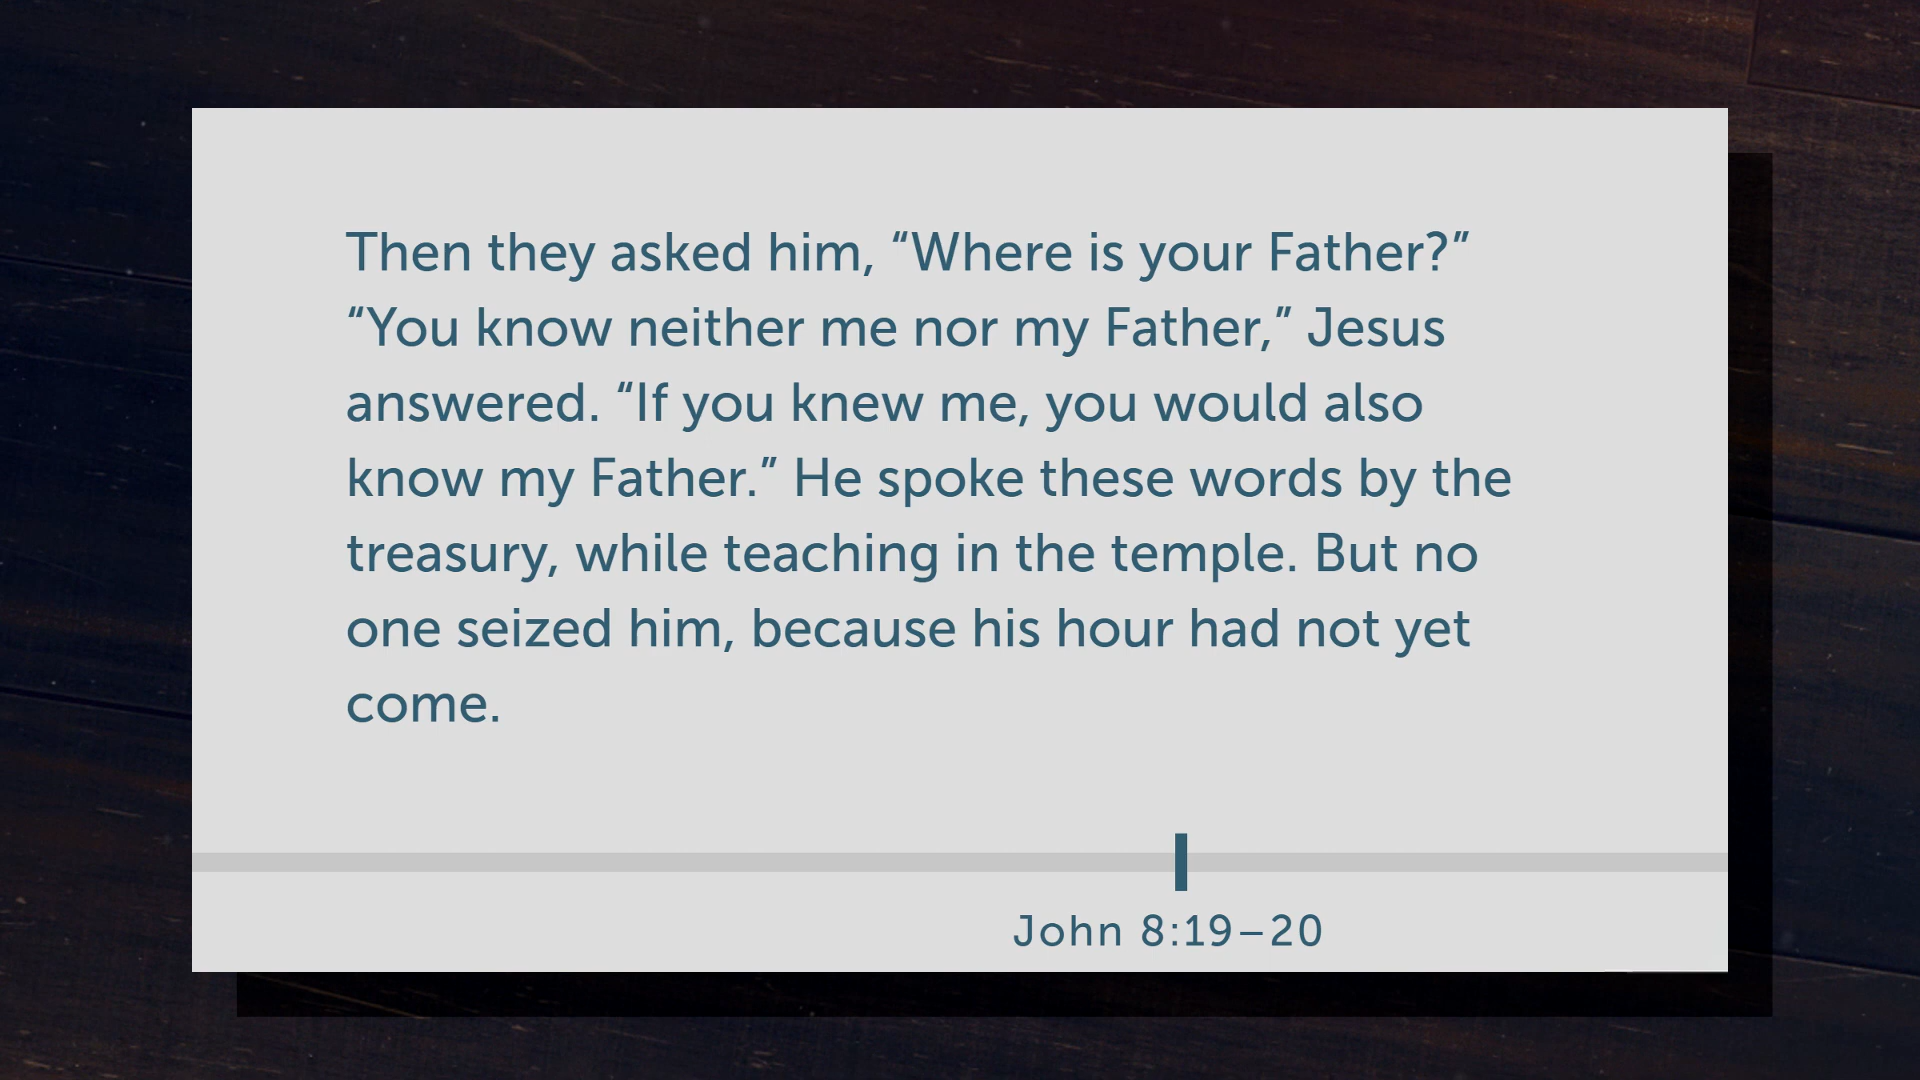 Then they asked him, “Where is your Father?”
“You know neither me nor my Father,” Jesus
answered. “If you knew me, you would also
know my Father.” He spoke these words by the
treasury, while teaching in the temple. But no
one seized him, because his hour had not yet
come.
John 8:19–20